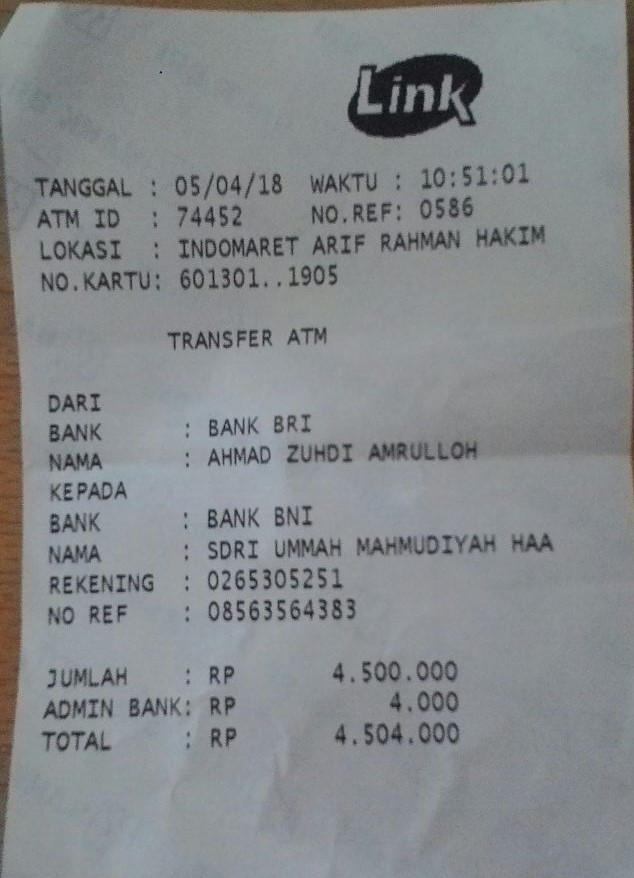 Link
TANGGAL : 05/04/18 WAKTU : 10:51:01
ATM ID : 74452 NO.REF: 0586
LOKASI : INDOMARET ARIF RAHMAN HAKIM
NO.KARTU: 601301..1905
TRANSFER ATM
DARI
BANK : BANK BRI
NAMA : AHMAD ZUHDI AMRULLOH
KEPADA
BANK : BANK BNI
NAMA : SDRI UMMAH MAHMUDIYAH HAA
REKENING : 0265305251
NO REF : 08563564383
JUMLAH : RP 4.500.000
ADMIN BANK: RP 4.000
TOTAL : RP 4.504.000